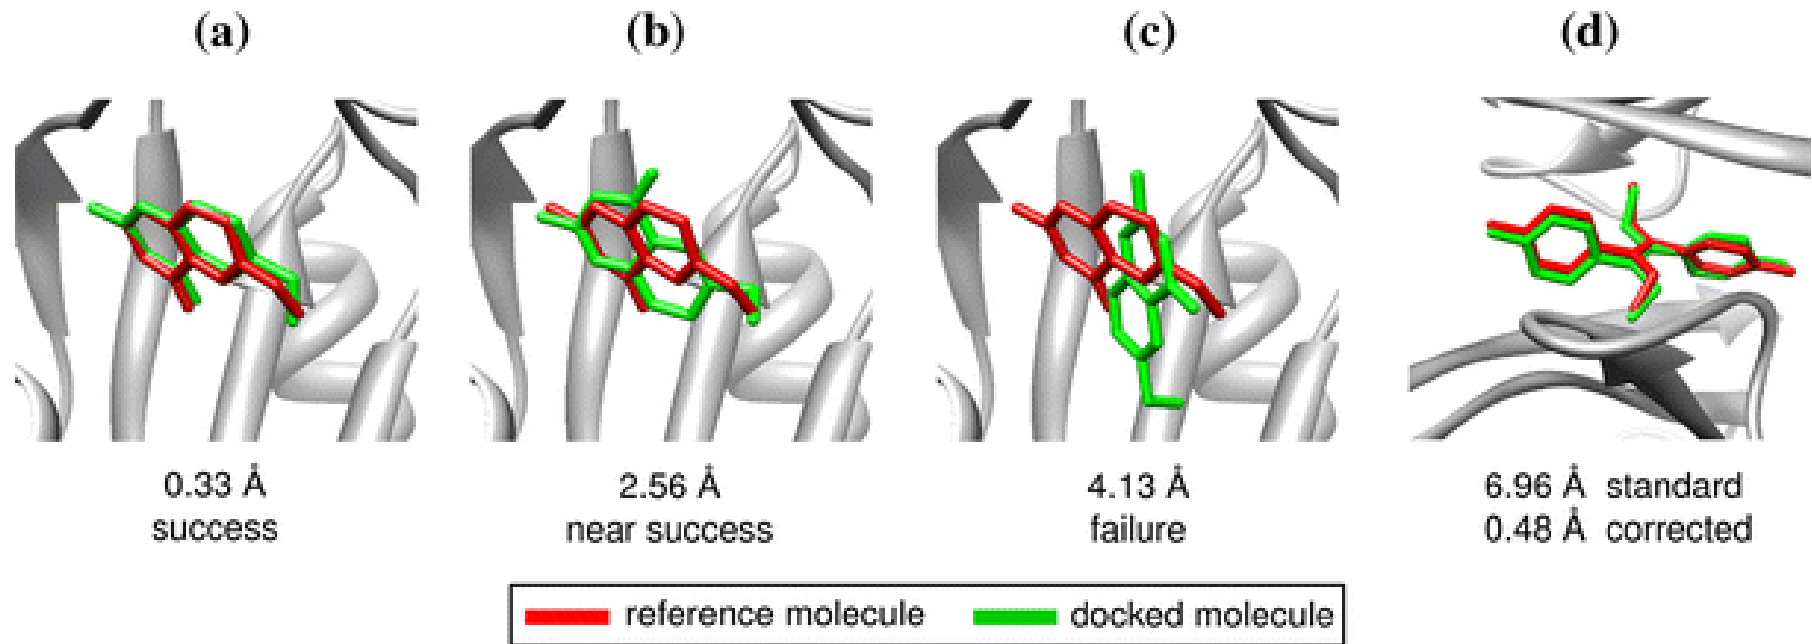 (a)
(b)
(c)
(d)
0.33 Å
success
2.56 Å
near success
4.13 Å
failure
6.96 Å standard
0.48 Å corrected
reference molecule
docked molecule